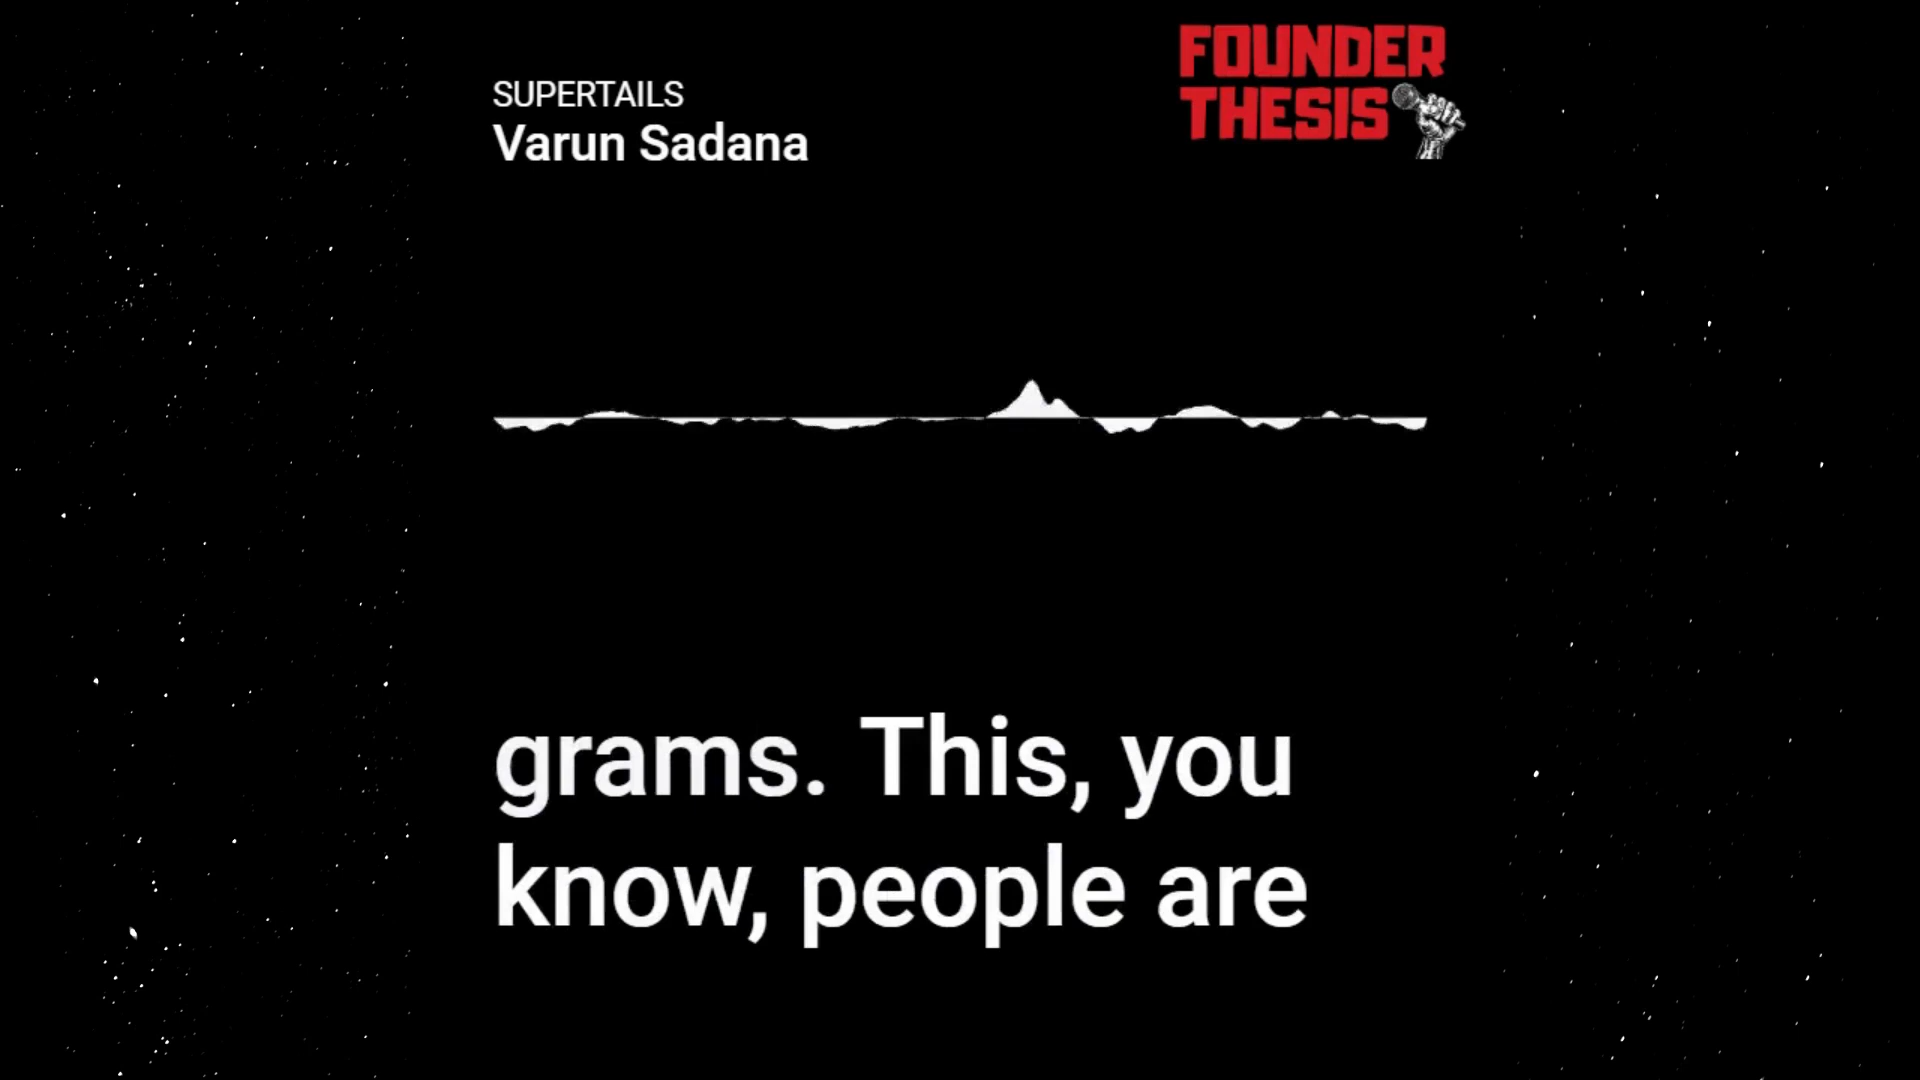 SUPERTAILS
Varun Sadana
FOUNDER
THESIS
grams. This, you
know, people are